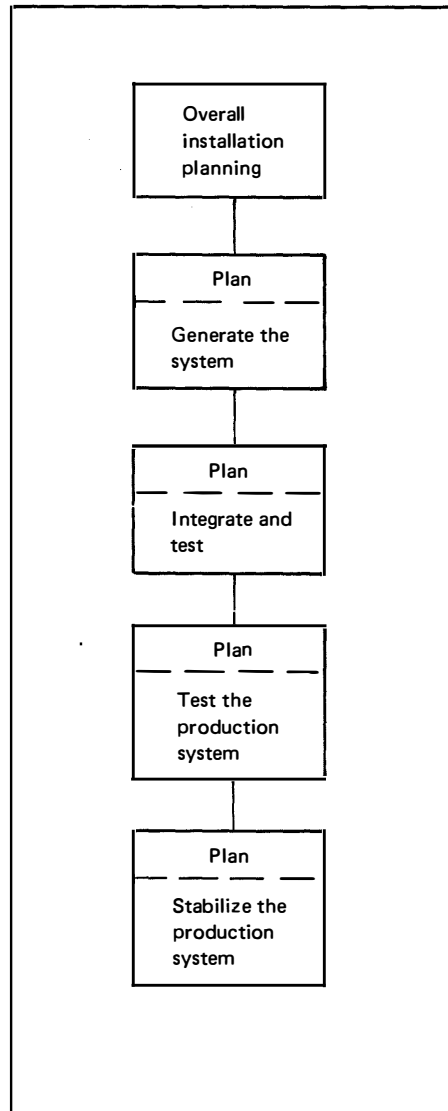 Overall
installation
planning
Plan
Generate the
system
Plan
Integrate and
test
Plan
Test the
production
system
Plan
Stabilize the
production
system